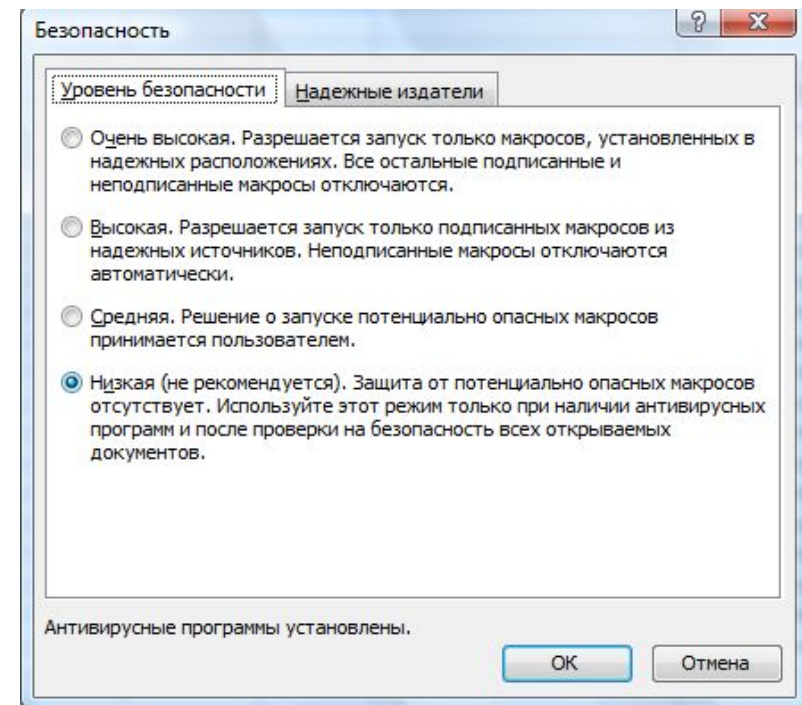 Безопасность
Уровень безопасности
Надежные издатели
Очень высокая. Разрешается запуск только макросов, установленных в
надежных расположениях. Все остальные подписанные и
неподписанные макросы отключаются.
Высокая. Разрешается запуск только подписанных макросов из
надежных источников. Неподписанные макросы отключаются
автоматически.
Средняя. Решение о запуске потенциально опасных макросов
принимается пользователем.
Низкая (не рекомендуется). Защита от потенциально опасных макросов
отсутствует. Используйте этот режим только при наличии антивирусных
программ и после проверки на безопасность всех открываемых
документов.
Антивирусные программы установлены.
ОК
Отмена